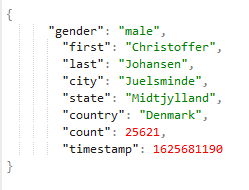 {
"gender": "male",
"first": "Christoffer",
"last": "Johansen",
"city": "Juelsminde",
"state": "Midtjylland",
"country": "Denmark",
"count": 25621,
"timestamp": 1625681190
}